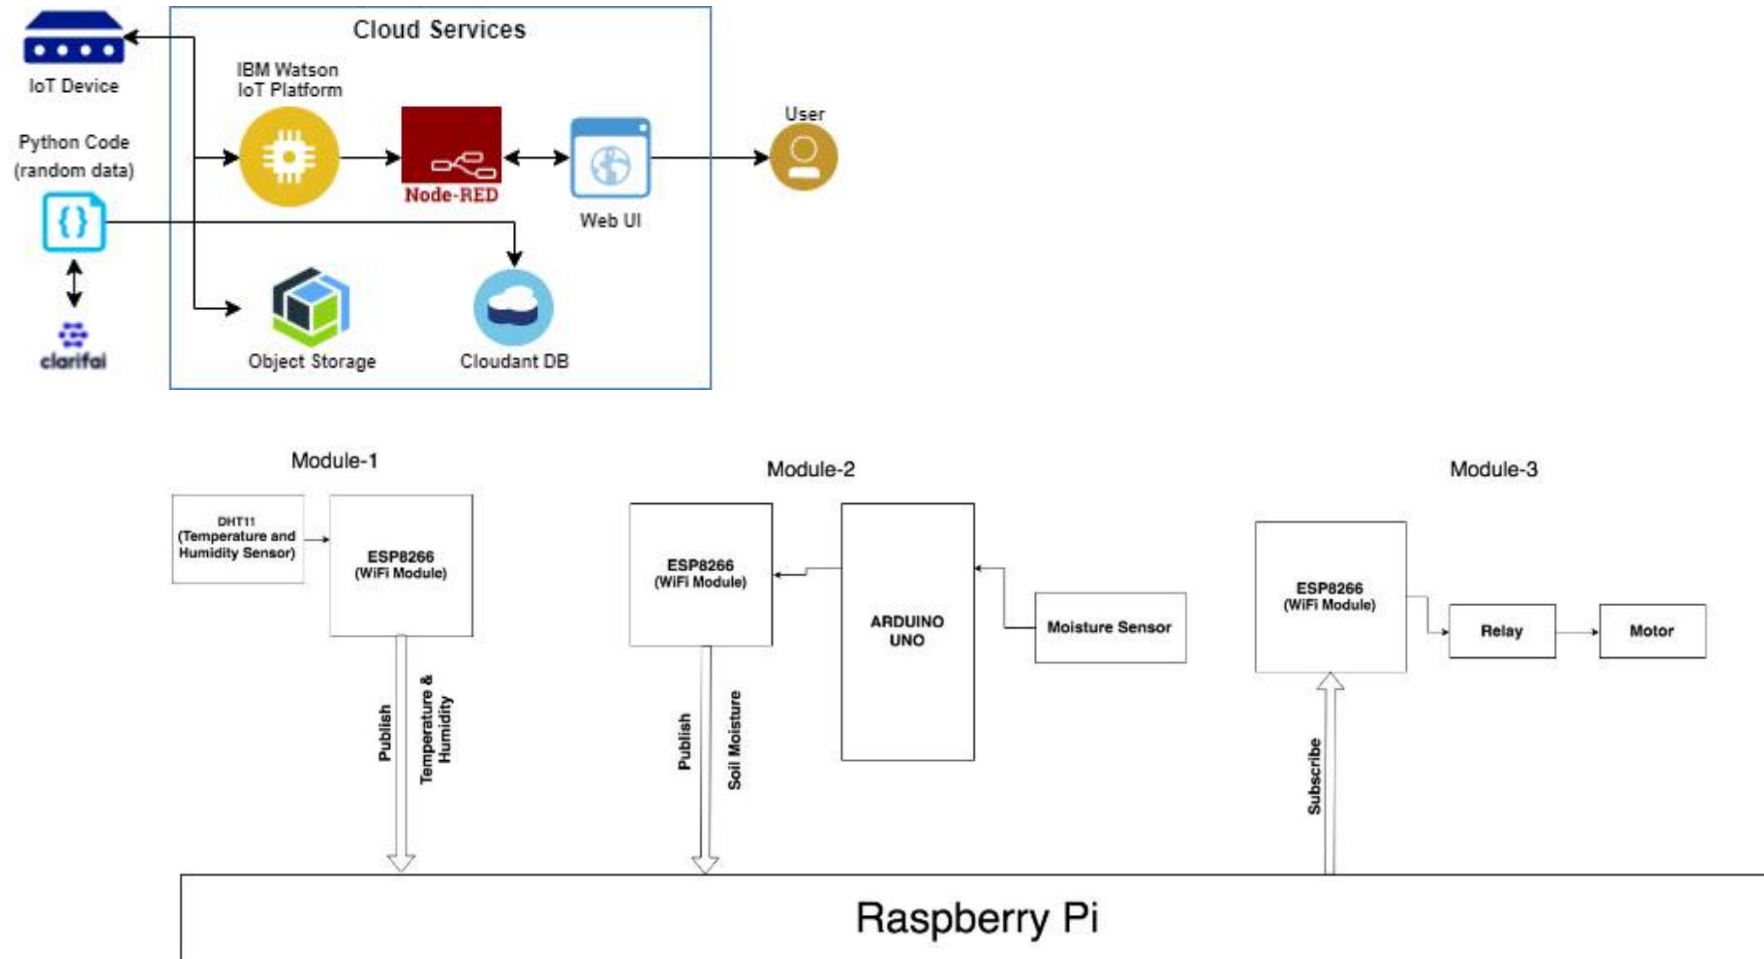 Cloud Services
IoT Device
IBM Watson
IoT Platform
User
Python Code
(random data)
{}
Node-RED
Web UI
clarifai
Object Storage
Cloudant DB
Module-1
Module-2
Module-3
DHT11
(Temperature and
Humidity Sensor)
ESP8266
(WiFi Module)
ESP8266
(WiFi Module)
ARDUINO
UNO
Moisture Sensor
ESP8266
(WiFi Module)
Relay
Motor
Publish
Temperature &
Humidity
Publish
Soil Moisture
Subscribe
Raspberry Pi